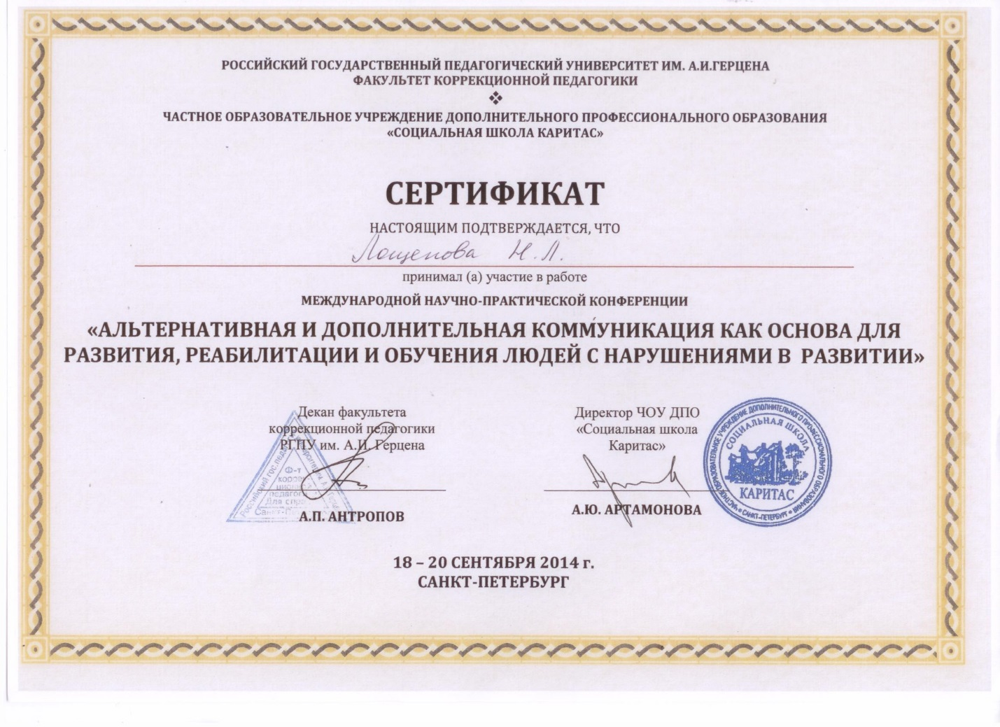 РОССИЙСКИЙ ГОСУДАРСТВЕННЫЙ ПЕДАГОГИЧЕСКИЙ УНИВЕРСИТЕТ ИМ. А.И.ГЕРЦЕНА
ФАКУЛЬТЕТ КОРРЕКЦИОННОЙ ПЕДАГОГИКИ
ЧАСТНОЕ ОБРАЗОВАТЕЛЬНОЕ УЧРЕЖДЕНИЕ ДОПОЛНИТЕЛЬНОГО ПРОФЕССИОНАЛЬНОГО ОБРАЗОВАНИЯ
«СОЦИАЛЬНАЯ ШКОЛА КАРИТАС»
СЕРТИФИКАТ
НАСТОЯЩИМ ПОДТВЕРЖДАЕТСЯ, ЧТО
Лощенова Н.Л.
принимал (а) участие в работе
МЕЖДУНАРОДНОЙ НАУЧНО-ПРАКТИЧЕСКОЙ КОНФЕРЕНЦИИ
«АЛЬТЕРНАТИВНАЯ И ДОПОЛНИТЕЛЬНАЯ КОММУНИКАЦИЯ КАК ОСНОВА ДЛЯ
РАЗВИТИЯ, РЕАБИЛИТАЦИИ И ОБУЧЕНИЯ ЛЮДЕЙ С НАРУШЕНИЯМИ В РАЗВИТИИ»
Декан факультета
коррекционной педагогики
РГПУ им. А.И. Герцена
А.П. АНТРОПОВ
Директор ЧОУ ДПО
«Социальная школа
Каритас»
А.Ю. АРТАМОНОВА
ЧАСТНОЕ ОБРАЗОВАТЕЛЬНОЕ УЧРЕЖДЕНИЕ ДОПОЛНИТЕЛЬНОГО ПРОФЕССИОНАЛЬНОГО ОБРАЗОВАНИЯ
САНКТ-ПЕТЕРБУРГ
СОЦИАЛЬНАЯ ШКОЛА
КАРИТАС
18 – 20 СЕНТЯБРЯ 2014 г.
САНКТ-ПЕТЕРБУРГ